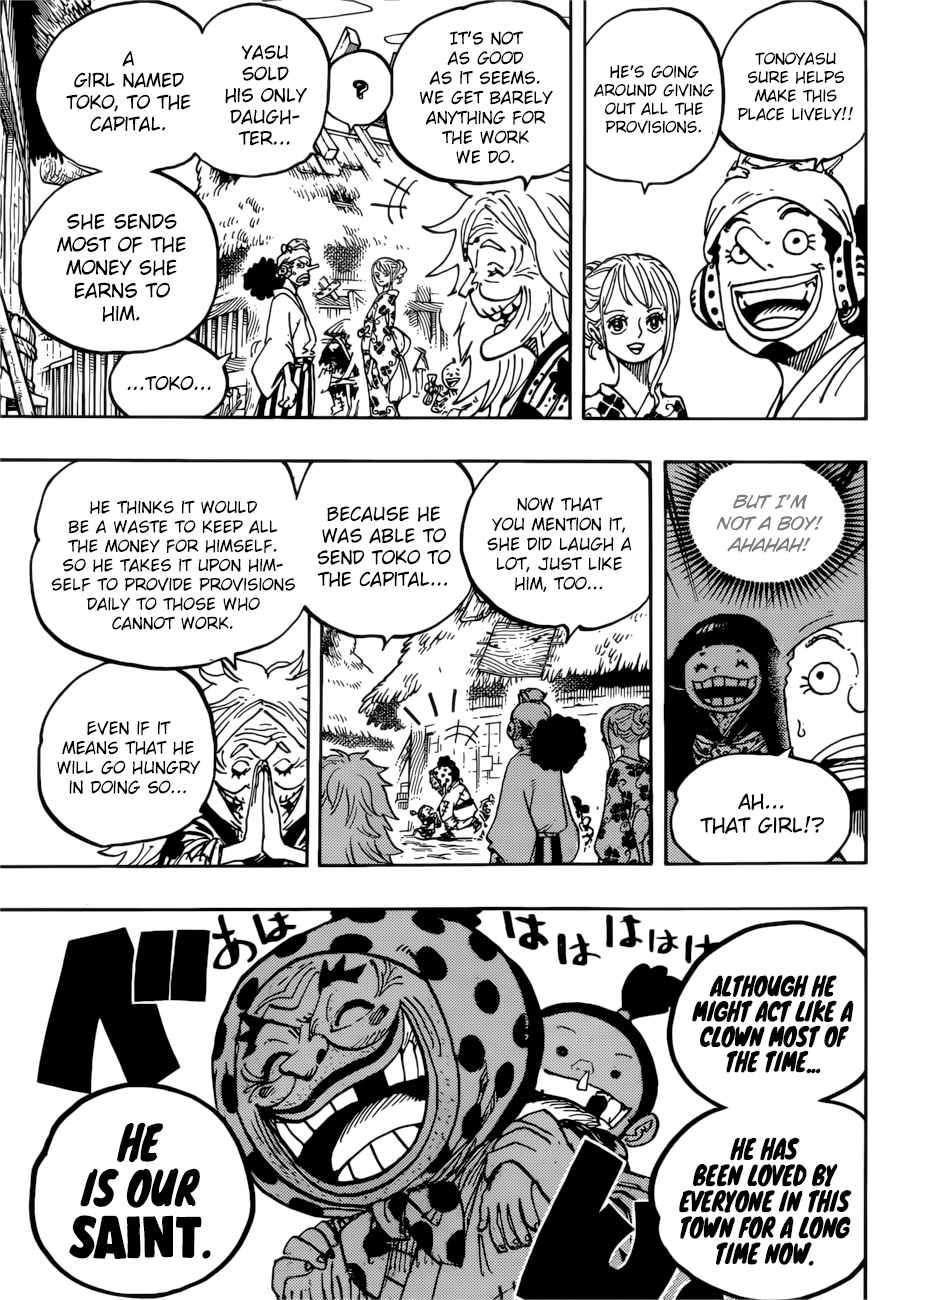 TONOYASU
SURE HELPS
MAKE THIS
PLACE LIVELY!!
HE'S GOING
AROUND GIVING
OUT ALL THE
PROVISIONS.
IT'S NOT
AS GOOD
AS IT SEEMS.
WE GET BARELY
ANYTHING FOR
THE WORK
WE DO.
?
YASU
SOLD
HIS ONLY
DAUGH-
TER...
A
GIRL NAMED
TOKO, TO THE
CAPITAL.
SHE SENDS
MOST OF THE
MONEY SHE
EARNS TO
HIM.
...TOKO...
BUT I'M
NOT A BOY!
AHAHAH!
AH...
THAT GIRL!?
NOW THAT
YOU MENTION IT,
SHE DID LAUGH A
LOT, JUST LIKE
HIM, TOO...
BECAUSE HE
WAS ABLE TO
SEND TOKO TO
THE CAPITAL...
HE THINKS IT WOULD
BE A WASTE TO KEEP ALL
THE MONEY FOR HIMSELF.
SO HE TAKES IT UPON HIM-
SELF TO PROVIDE PROVISIONS
DAILY TO THOSE WHO
CANNOT WORK.
EVEN IF IT
MEANS THAT HE
WILL GO HUNGRY
IN DOING SO...
ALTHOUGH HE
MIGHT ACT LIKE A
CLOWN MOST OF
THE TIME...
HE HAS
BEEN LOVED BY
EVERYONE IN THIS
TOWN FOR A LONG
TIME NOW.
あは
はははは
べ
HE
IS OUR
SAINT.